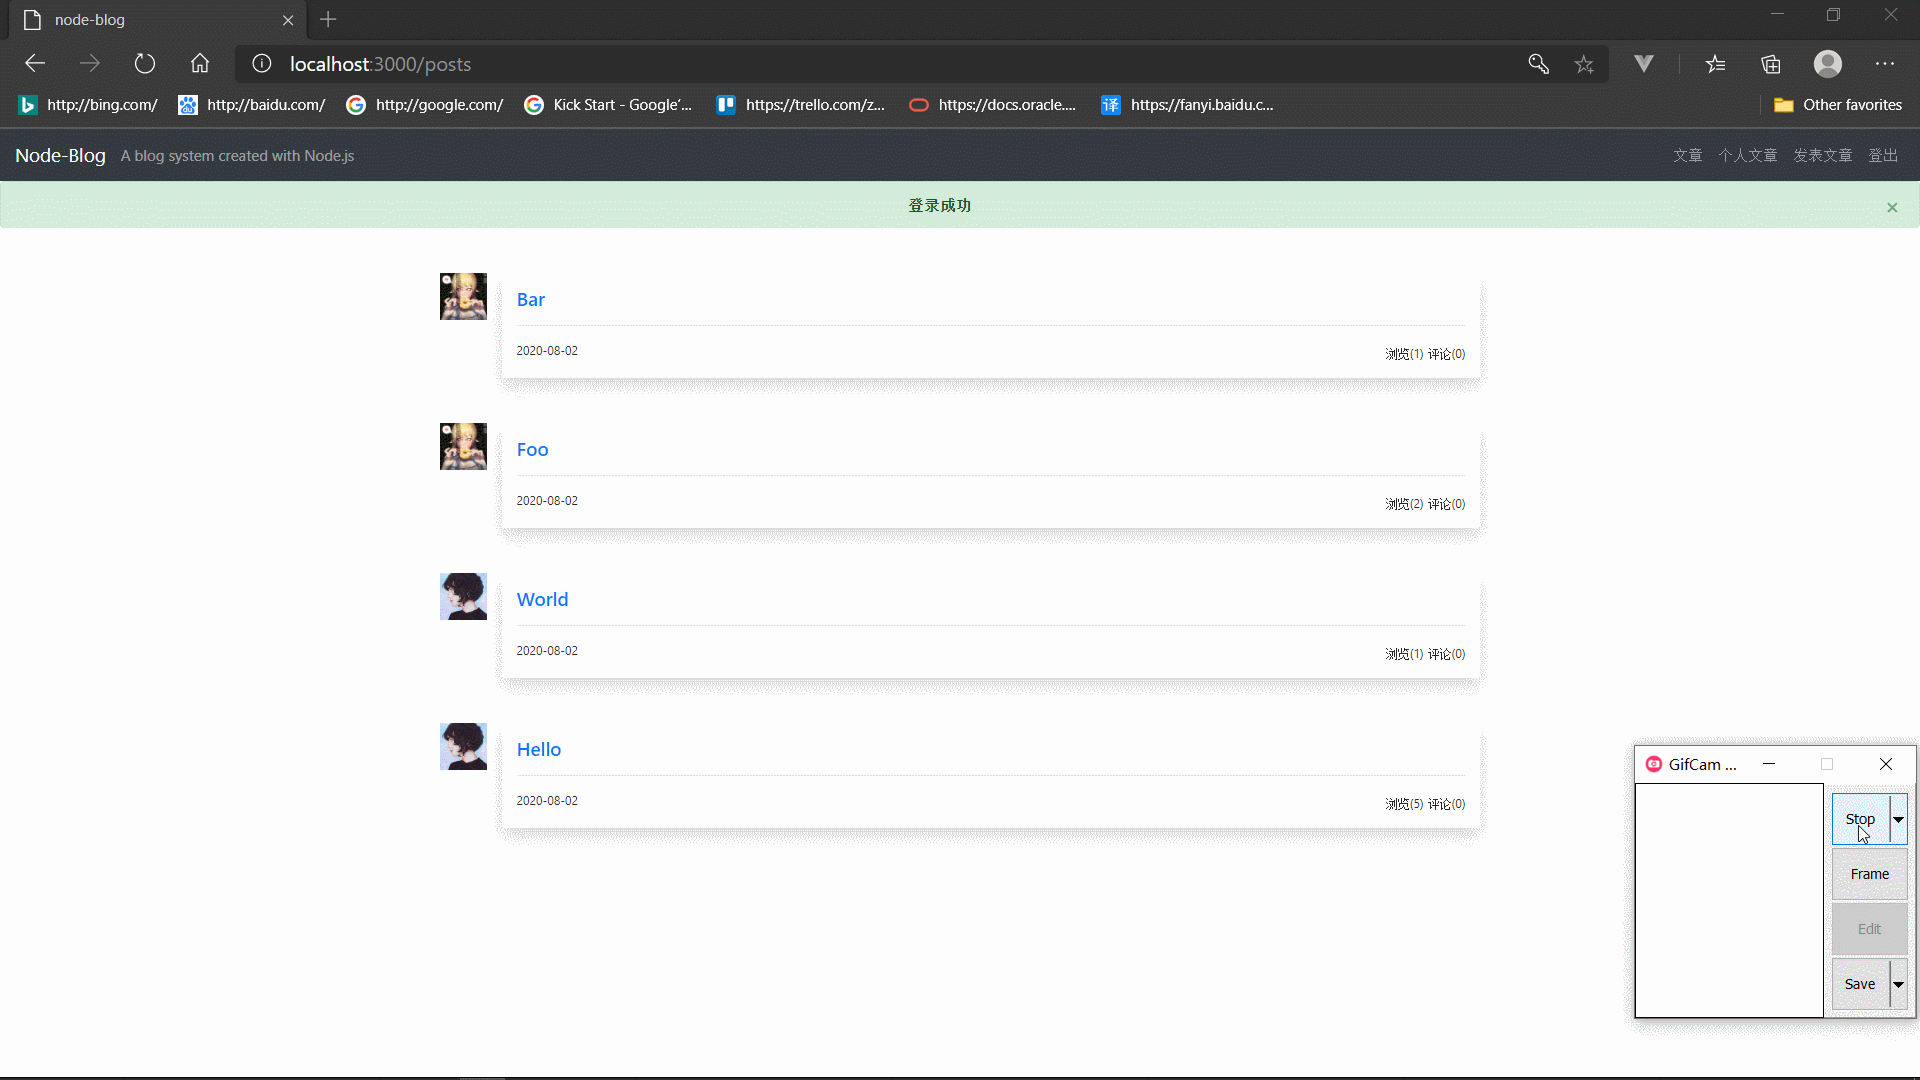 node-blog
localhost:3000/posts
http://bing.com/ http://baidu.com/ http://google.com/ Kick Start - Google'... https://trello.com/z... https://docs.oracle.... https://fanyi.baidu.c... Other favorites
Node-Blog A blog system created with Node.js 文章 个人文章 发表文章 登出
登录成功 ×
Bar
2020-08-02 浏览(1) 评论(0)
Foo
2020-08-02 浏览(2) 评论(0)
World
2020-08-02 浏览(1) 评论(0)
Hello
2020-08-02 浏览(5) 评论(0)
GifCam ...
Stop
Frame
Edit
Save